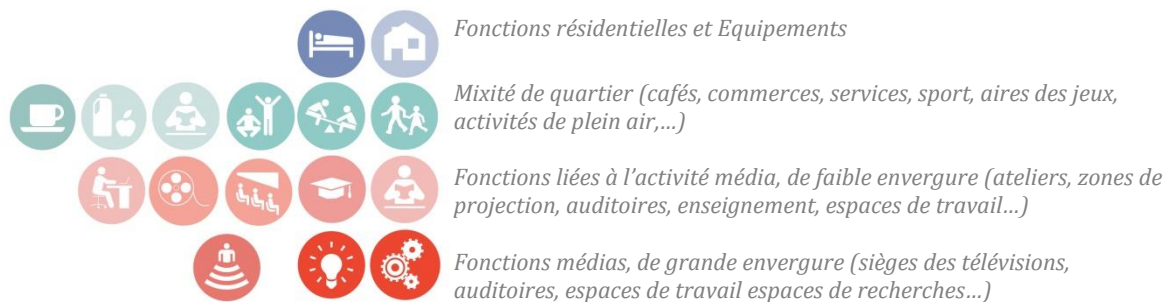 Fonctions résidentielles et Equipements
Mixité de quartier (cafés, commerces, services, sport, aires des jeux,
activités de plein air,…)
Fonctions liées à l’activité média, de faible envergure (ateliers, zones de
projection, auditoires, enseignement, espaces de travail…)
Fonctions médias, de grande envergure (sièges des télévisions,
auditoires, espaces de travail espaces de recherches…)